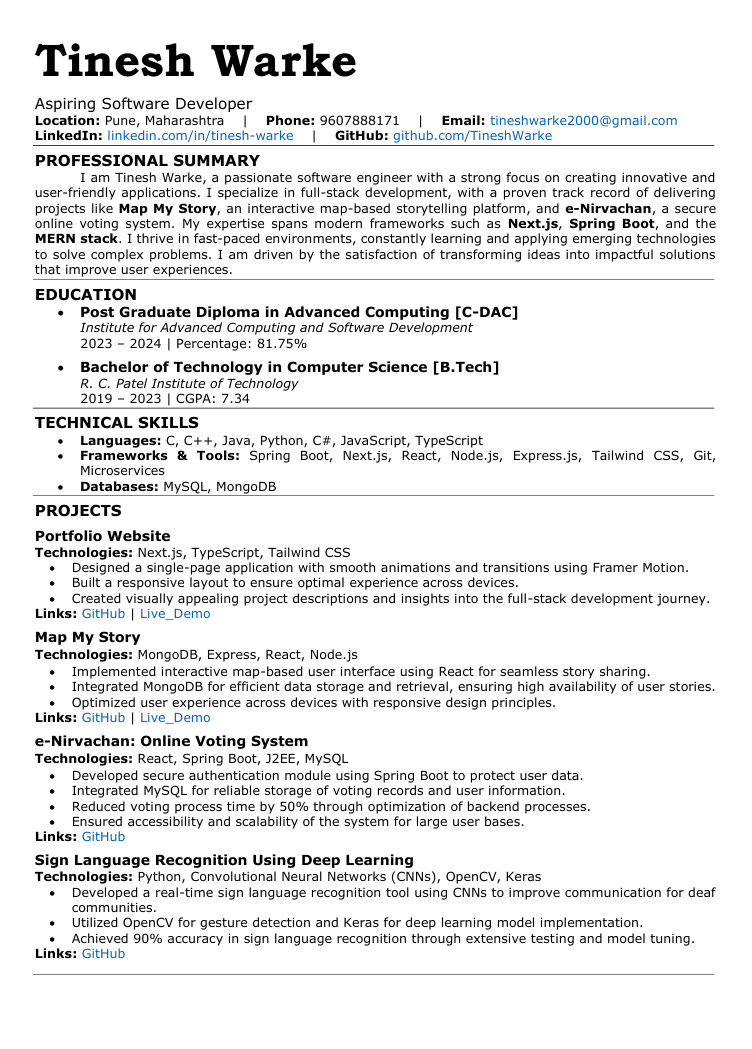 Tinesh Warke
Aspiring Software Developer
Location: Pune, Maharashtra | Phone: 9607888171 | Email: tineshwarke2000@gmail.com
LinkedIn: linkedin.com/in/tinesh-warke | GitHub: github.com/TineshWarke
PROFESSIONAL SUMMARY
I am Tinesh Warke, a passionate software engineer with a strong focus on creating innovative and
user-friendly applications. I specialize in full-stack development, with a proven track record of delivering
projects like Map My Story, an interactive map-based storytelling platform, and e-Nirvachan, a secure
online voting system. My expertise spans modern frameworks such as Next.js, Spring Boot, and the
MERN stack. I thrive in fast-paced environments, constantly learning and applying emerging technologies
to solve complex problems. I am driven by the satisfaction of transforming ideas into impactful solutions
that improve user experiences.
EDUCATION
• Post Graduate Diploma in Advanced Computing [C-DAC]
Institute for Advanced Computing and Software Development
2023 – 2024 | Percentage: 81.75%
• Bachelor of Technology in Computer Science [B.Tech]
R. C. Patel Institute of Technology
2019 – 2023 | CGPA: 7.34
TECHNICAL SKILLS
• Languages: C, C++, Java, Python, C#, JavaScript, TypeScript
• Frameworks & Tools: Spring Boot, Next.js, React, Node.js, Express.js, Tailwind CSS, Git,
Microservices
• Databases: MySQL, MongoDB
PROJECTS
Portfolio Website
Technologies: Next.js, TypeScript, Tailwind CSS
• Designed a single-page application with smooth animations and transitions using Framer Motion.
• Built a responsive layout to ensure optimal experience across devices.
• Created visually appealing project descriptions and insights into the full-stack development journey.
Links: GitHub | Live_Demo
Map My Story
Technologies: MongoDB, Express, React, Node.js
• Implemented interactive map-based user interface using React for seamless story sharing.
• Integrated MongoDB for efficient data storage and retrieval, ensuring high availability of user stories.
• Optimized user experience across devices with responsive design principles.
Links: GitHub | Live_Demo
e-Nirvachan: Online Voting System
Technologies: React, Spring Boot, J2EE, MySQL
• Developed secure authentication module using Spring Boot to protect user data.
• Integrated MySQL for reliable storage of voting records and user information.
• Reduced voting process time by 50% through optimization of backend processes.
• Ensured accessibility and scalability of the system for large user bases.
Links: GitHub
Sign Language Recognition Using Deep Learning
Technologies: Python, Convolutional Neural Networks (CNNs), OpenCV, Keras
• Developed a real-time sign language recognition tool using CNNs to improve communication for deaf
communities.
• Utilized OpenCV for gesture detection and Keras for deep learning model implementation.
• Achieved 90% accuracy in sign language recognition through extensive testing and model tuning.
Links: GitHub